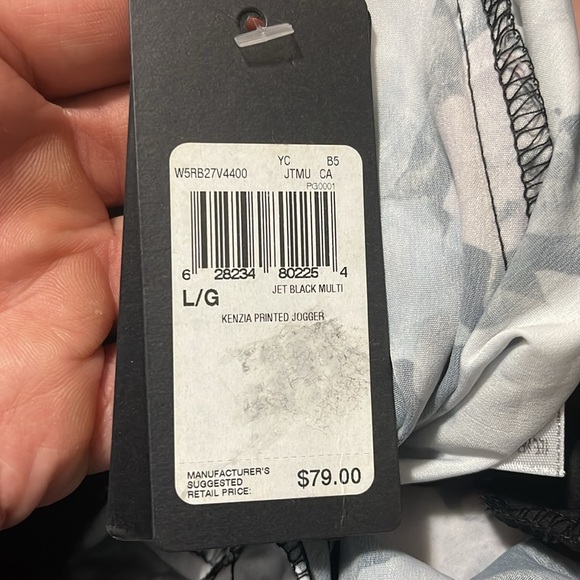 YC B5
W5RB27V4400 JTMU CA
PG0001
6 28234 80225 4
L/G JET BLACK MULTI
KENZIA PRINTED JOGGER
MANUFACTURER'S
SUGGESTED
RETAIL PRICE: $79.00